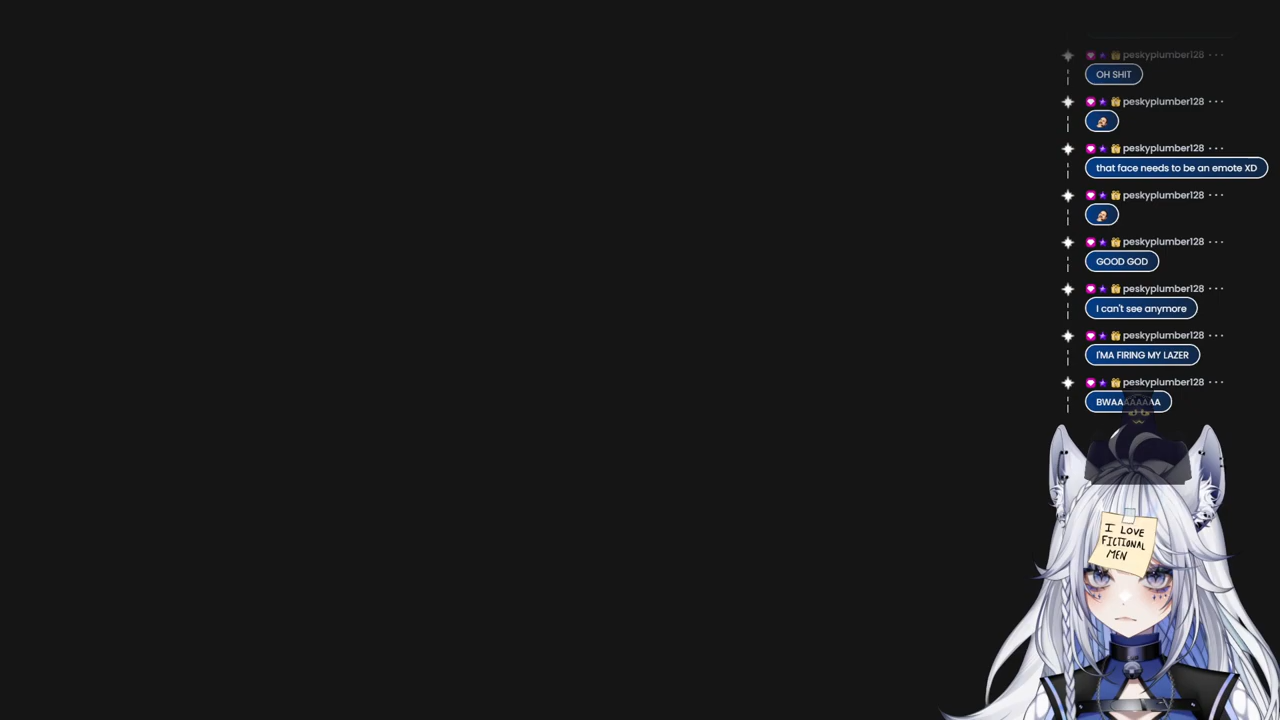 peskyplumber128 ···
OH SHIT
peskyplumber128 ···
peskyplumber128 ···
that face needs to be an emote XD
peskyplumber128 ···
peskyplumber128 ···
GOOD GOD
peskyplumber128 ···
I can't see anymore
peskyplumber128 ···
I'MA FIRING MY LAZER
peskyplumber128 ···
BWAAAAAAAA
I LOVE
FICTIONAL
MEN